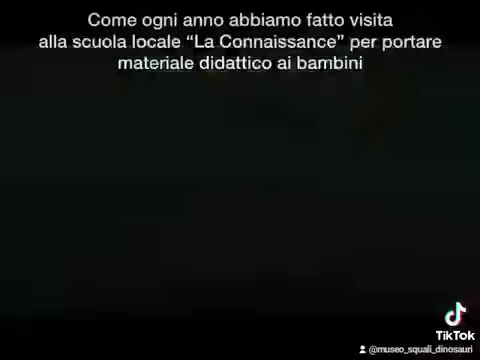 Come ogni anno abbiamo fatto visita
alla scuola locale “La Connaissance” per portare
materiale didattico ai bambini
TikTok
@museo_squali_dinosauri